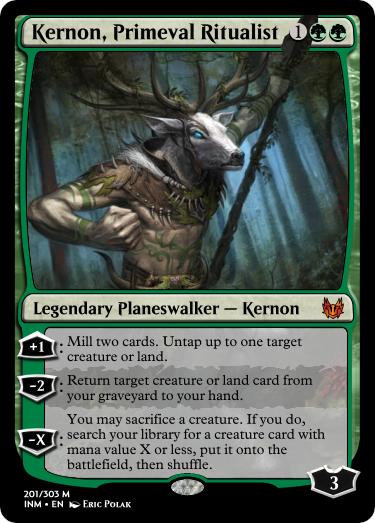 Kernon, Primeval Ritualist 1
Legendary Planeswalker — Kernon
+1: Mill two cards. Untap up to one target
creature or land.
-2: Return target creature or land card from
your graveyard to your hand.
You may sacrifice a creature. If you do,
-X: search your library for a creature card with
mana value X or less, put it onto the
battlefield, then shuffle.
3
201/303 M
INM • EN Eric Polak